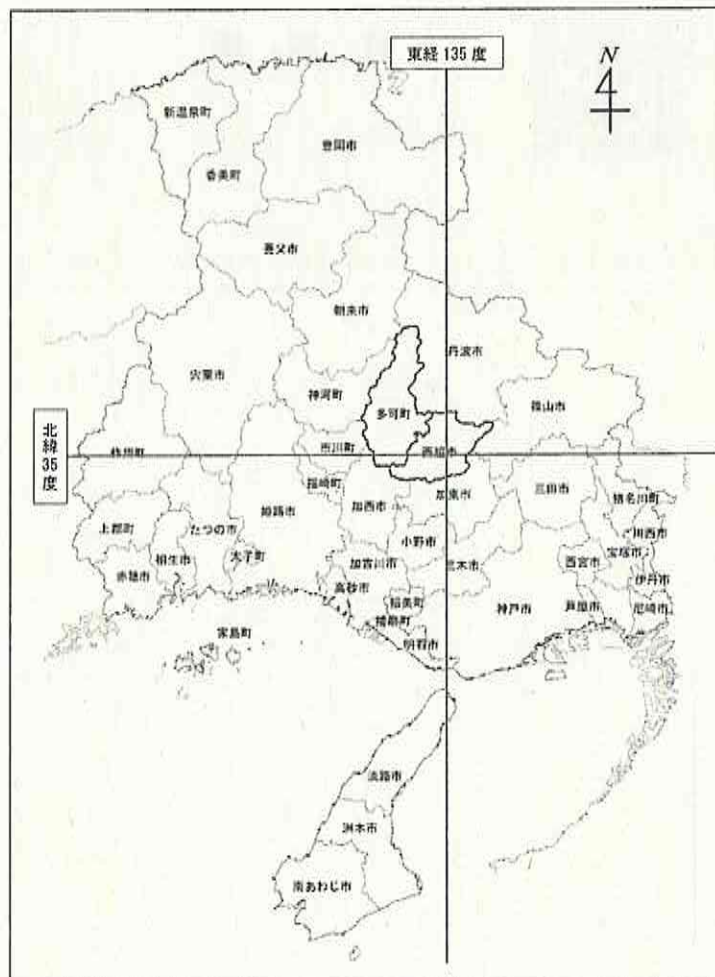 東経135度
N
新温泉町
豊岡市
香美町
養父市
朝来市
丹波市
宍粟市
神河町
多可町
篠山市
北緯35度
市川町
西脇市
福崎町
加西市
加東市
三田市
猪名川町
姫路市
上郡町
たつの市
川西市
小野市
宝塚市
相生市
太子町
加古川市
三木市
西宮市
伊丹市
赤穂市
高砂市
稲美町
神戸市
芦屋市
尼崎市
播磨町
家島町
明石市
淡路市
洲本市
南あわじ市